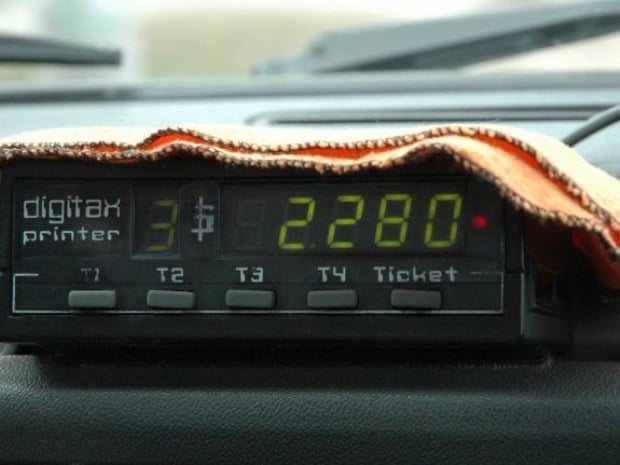 digitax 3 $ 2280
printer
T1 T2 T3 T4 Ticket